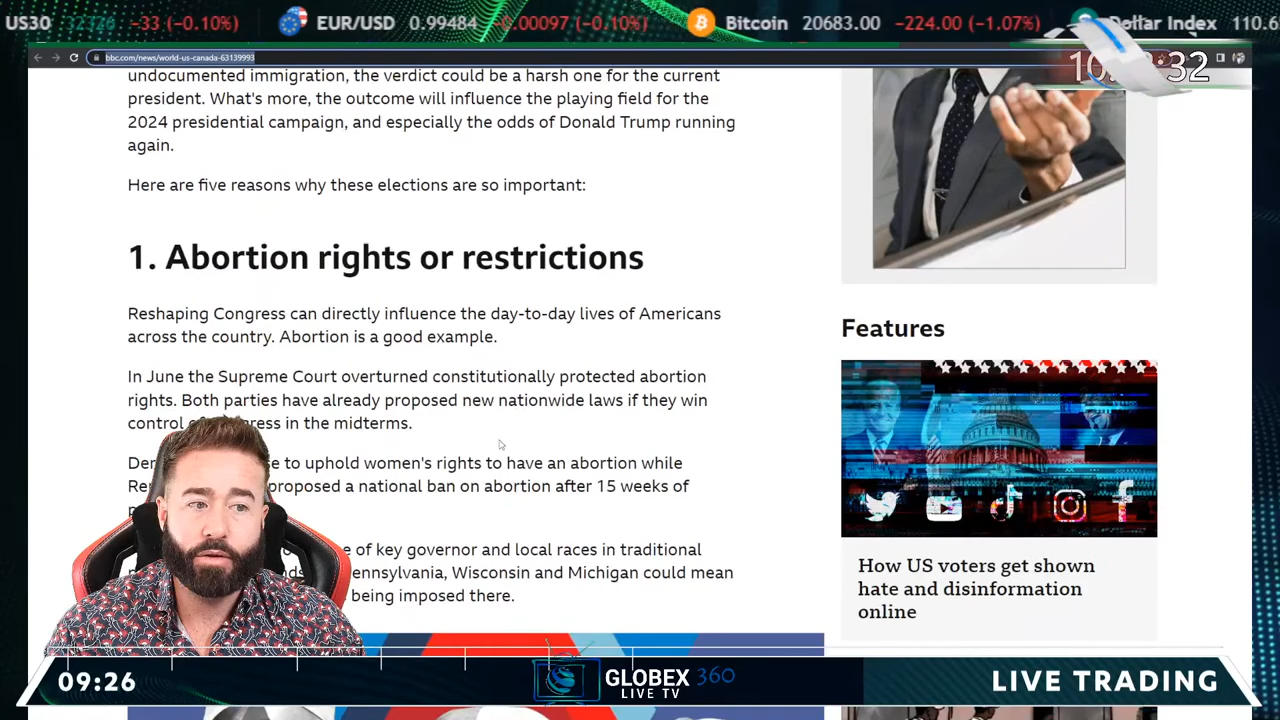 US30 32326 -33 (-0.10%) EUR/USD 0.99484 -0.00097 (-0.10%) Bitcoin 20683.00 -224.00 (-1.07%) Dollar Index 110.6
bbc.com/news/world-us-canada-63139993
32
undocumented immigration, the verdict could be a harsh one for the current
president. What's more, the outcome will influence the playing field for the
2024 presidential campaign, and especially the odds of Donald Trump running
again.
Here are five reasons why these elections are so important:
1. Abortion rights or restrictions
Reshaping Congress can directly influence the day-to-day lives of Americans
across the country. Abortion is a good example.
In June the Supreme Court overturned constitutionally protected abortion
rights. Both parties have already proposed new nationwide laws if they win
control in the midterms.
to uphold women's rights to have an abortion while
proposed a national ban on abortion after 15 weeks of
of key governor and local races in traditional
Wisconsin and Michigan could mean
being imposed there.
Features
How US voters get shown
hate and disinformation
online
09:26
GLOBEX 360
LIVE TV
LIVE TRADING